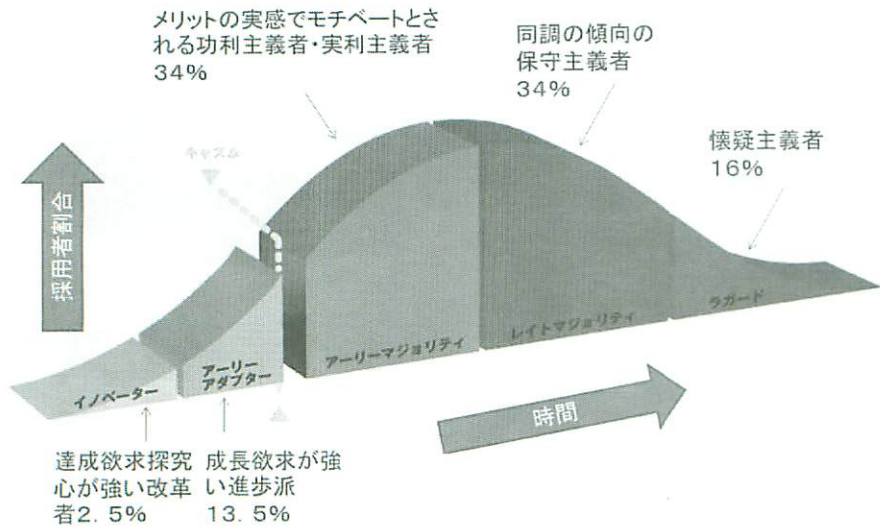 メリットの実感でモチベートとさ
れる功利主義者・実利主義者
34%
同調の傾向の
保守主義者
34%
懐疑主義者
16%
キャズム
採用者割合
イノベーター
アーリー
アダプター
アーリーマジョリティ
レイトマジョリティ
ラガード
時間
達成欲求探究
心が強い改革
者2. 5%
成長欲求が強
い進歩派
13. 5%